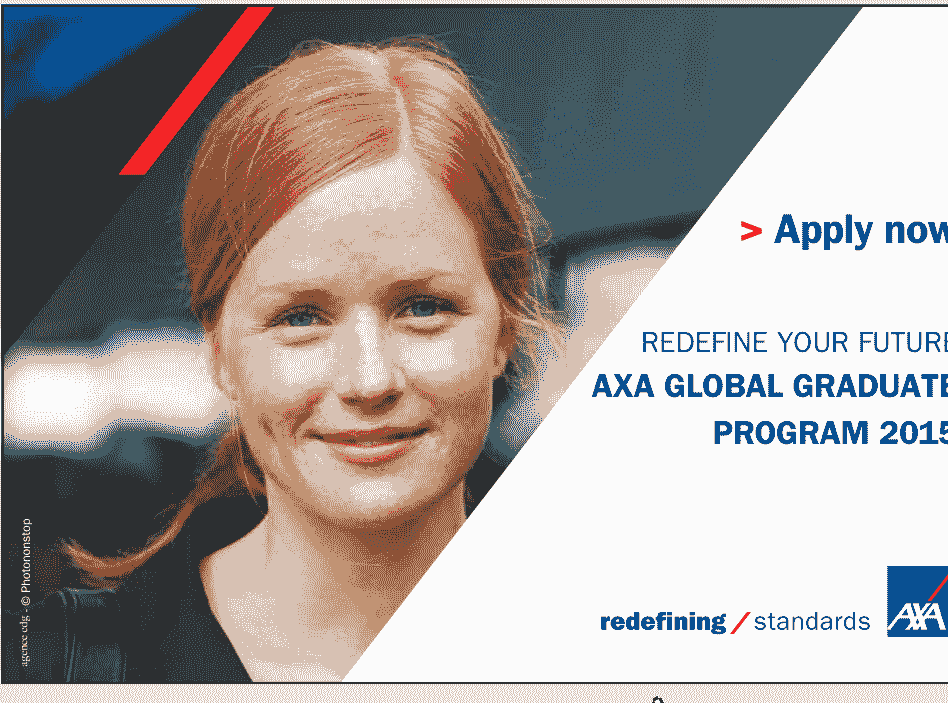 > Apply now
REDEFINE YOUR FUTURE
AXA GLOBAL GRADUATE
PROGRAM 2015
redefining / standards
AXA
agence cdg - © Photononstop